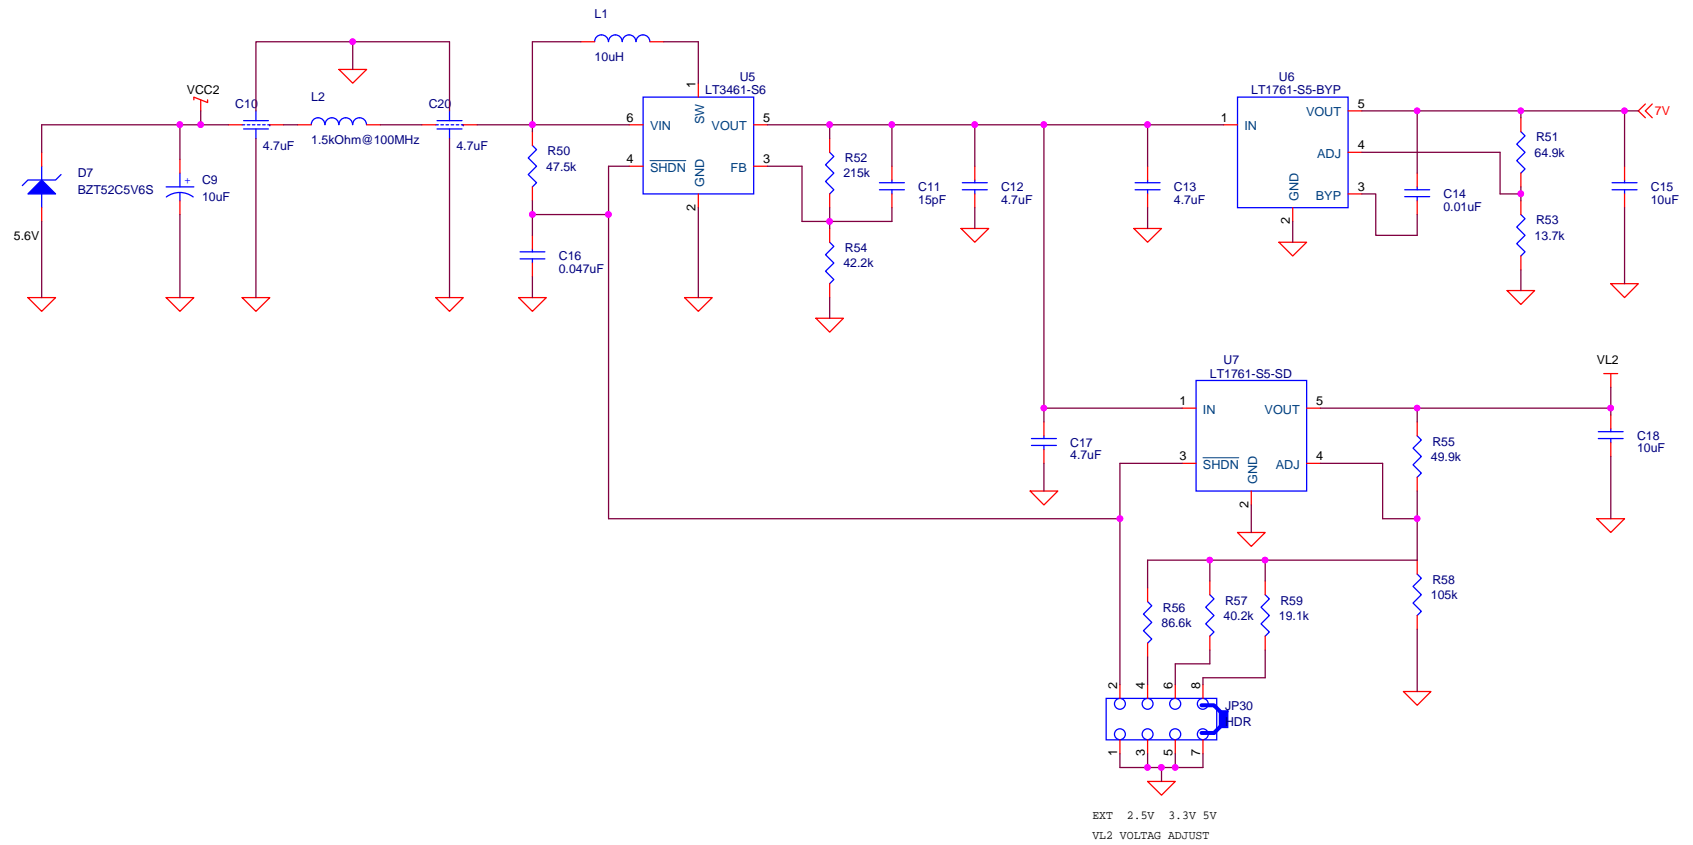 L1
10uH
VCC2
C10
4.7uF
L2
1.5kOhm@100MHz
C20
4.7uF
D7
BZT52C5V6S
5.6V
+
C9
10uF
R50
47.5k
C16
0.047uF
U5
LT3461-S6
1
SW
6
VIN
VOUT
5
4
SHDN
GND
FB
3
2
R52
215k
R54
42.2k
C11
15pF
C12
4.7uF
C13
4.7uF
U6
LT1761-S5-BYP
1
IN
VOUT
5
ADJ
4
GND
BYP
3
2
C14
0.01uF
R51
64.9k
R53
13.7k
7V
C15
10uF
U7
LT1761-S5-SD
1
IN
VOUT
5
3
SHDN
GND
ADJ
4
2
C17
4.7uF
VL2
R55
49.9k
C18
10uF
R56
86.6k
R57
40.2k
R59
19.1k
R58
105k
2
4
6
8
JP30
HDR
1
3
5
7
EXT 2.5V 3.3V 5V
VL2 VOLTAG ADJUST